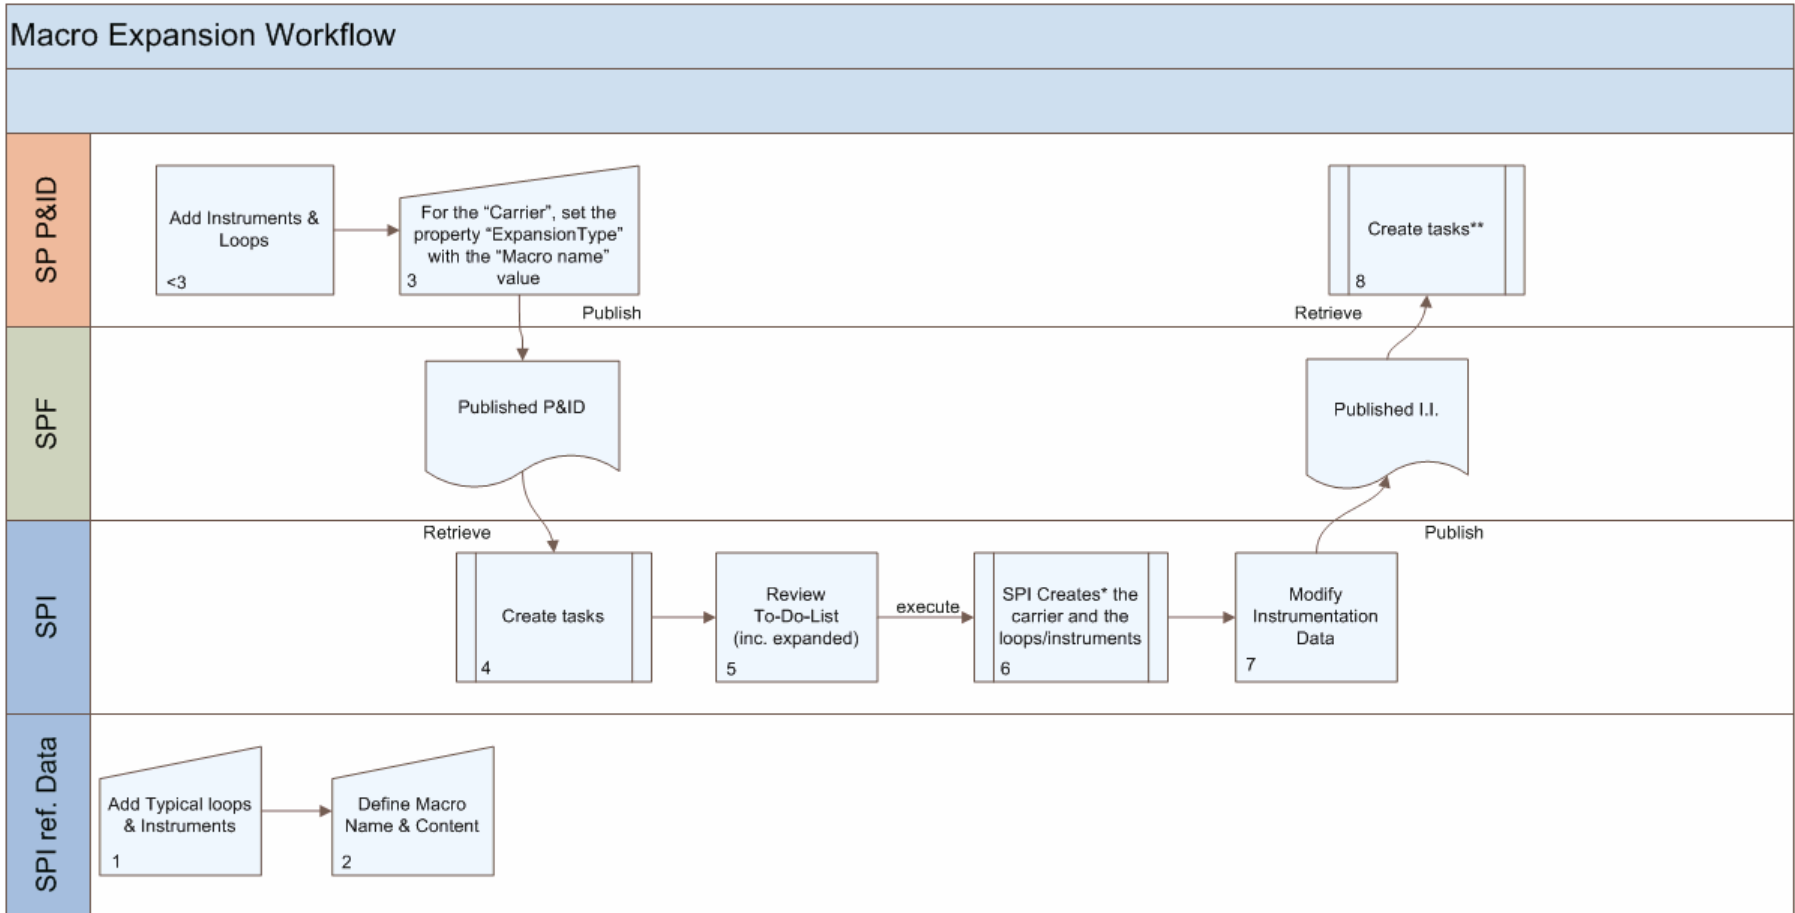 Macro Expansion Workflow
SP P&ID
Add Instruments &
Loops
<3
For the “Carrier”, set the
property “ExpansionType”
with the “Macro name”
value
3
Publish
Create tasks**
8
Retrieve
SPF
Published P&ID
Published I.I.
Retrieve
Publish
SPI
Create tasks
4
Review
To-Do-List
(inc. expanded)
5
execute
SPI Creates* the
carrier and the
loops/instruments
6
Modify
Instrumentation
Data
7
SPI ref. Data
Add Typical loops
& Instruments
1
Define Macro
Name & Content
2